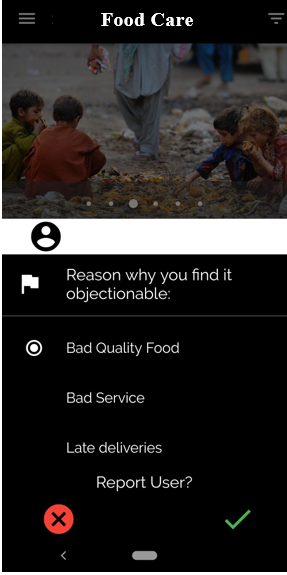 Food Care
Reason why you find it
objectionable:
Bad Quality Food
Bad Service
Late deliveries
Report User?